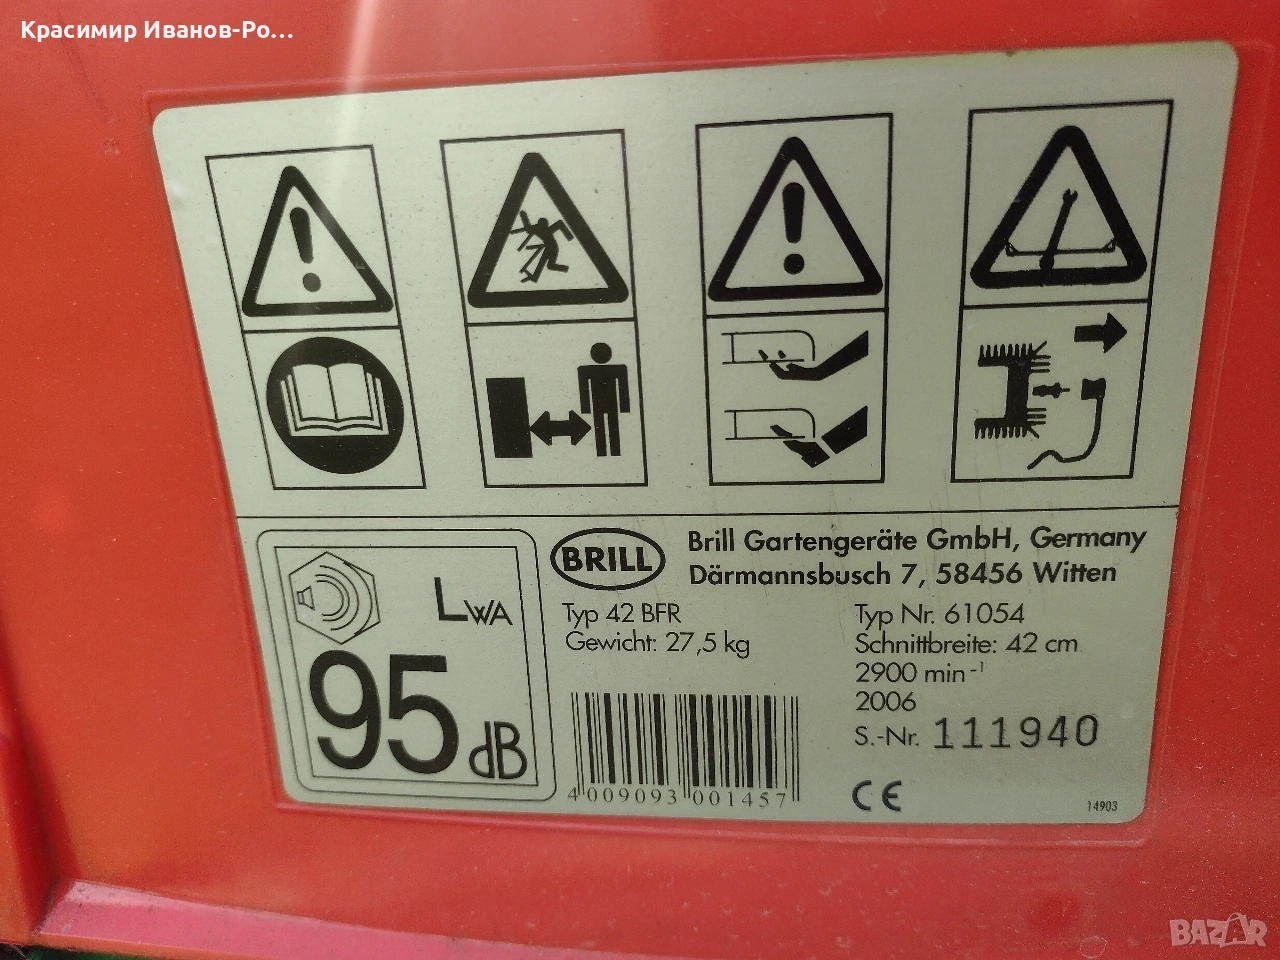 Красимир Иванов-Ро...
LWA
95 dB
BRILL
Brill Gartengeräte GmbH, Germany
Därmannsbusch 7, 58456 Witten
Typ 42 BFR
Gewicht: 27,5 kg
Typ Nr. 61054
Schnittbreite: 42 cm
2900 min-1
2006
S.-Nr. 111940
4 009093 001457
CE
14903
BAZAR